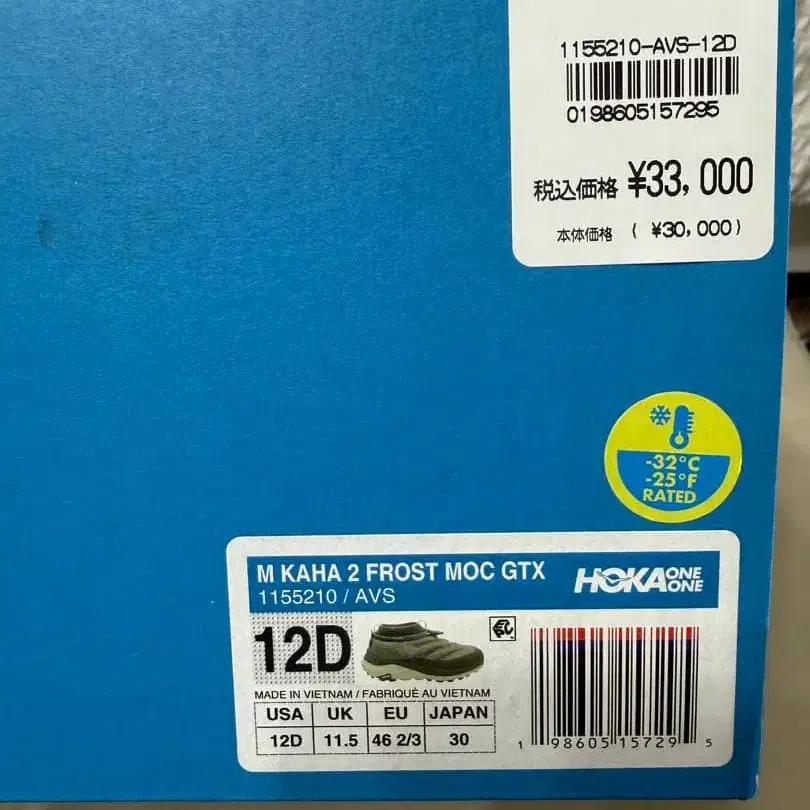 1155210-AVS-12D
0198605157295
税込価格 ¥33,000
本体価格 ( ¥30,000)
-32°C
-25°F
RATED
M KAHA 2 FROST MOC GTX
1155210 / AVS
HOKA ONE ONE
12D
MADE IN VIETNAM / FABRIQUÉ AU VIETNAM
USA UK EU JAPAN
12D 11.5 46 2/3 30
1 98605 15729 5